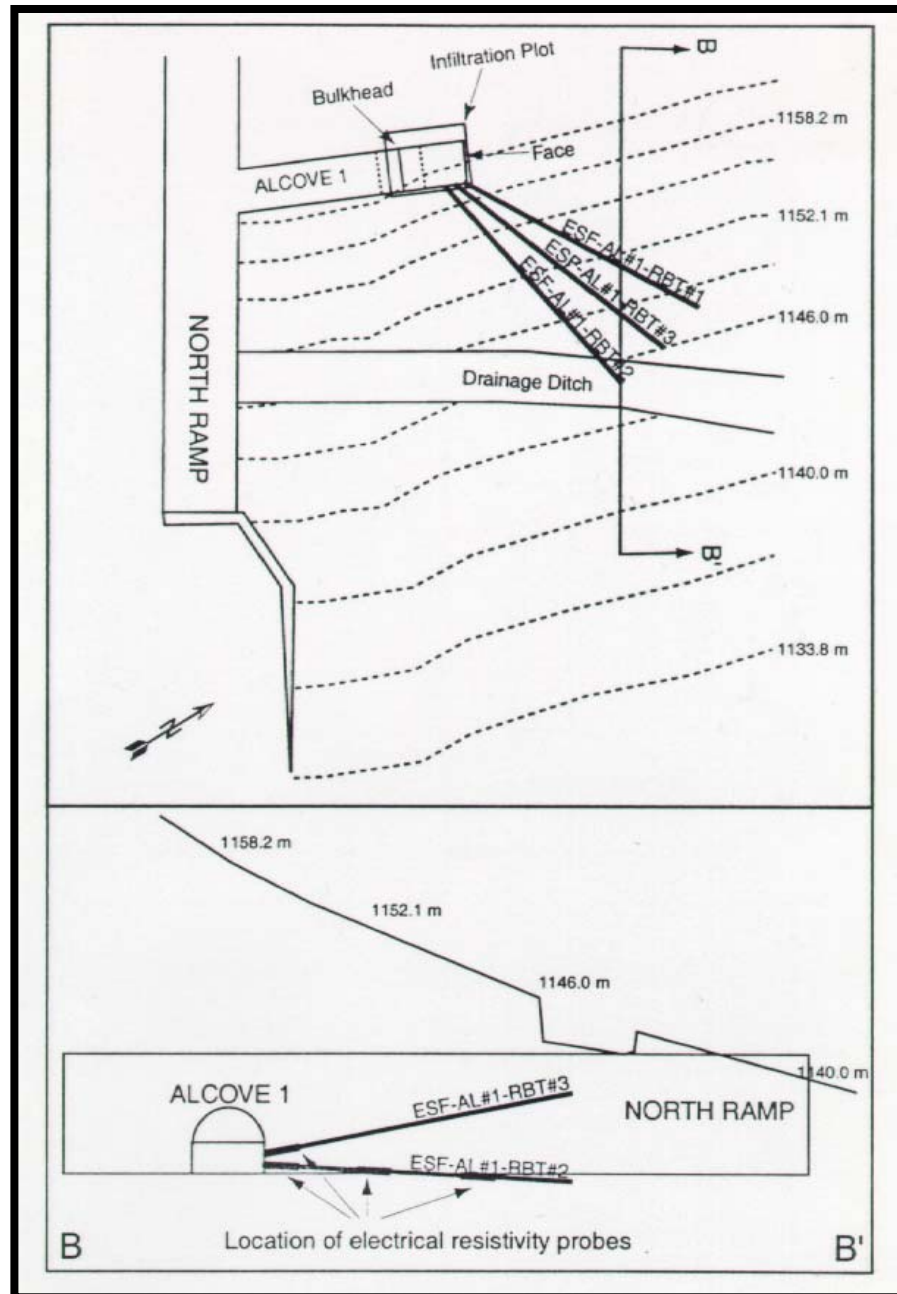 B
Infiltration Plot
Bulkhead
1158.2 m
Face
ALCOVE 1
1152.1 m
ESF-AL#1-RBT#1
ESF-AL#1-RBT#3
ESF-AL#1-RBT#2
1146.0 m
NORTH RAMP
Drainage Ditch
1140.0 m
B'
1133.8 m
N
1158.2 m
1152.1 m
1146.0 m
1140.0 m
ALCOVE 1
ESF-AL#1-RBT#3
NORTH RAMP
ESF-AL#1-RBT#2
Location of electrical resistivity probes
B
B'